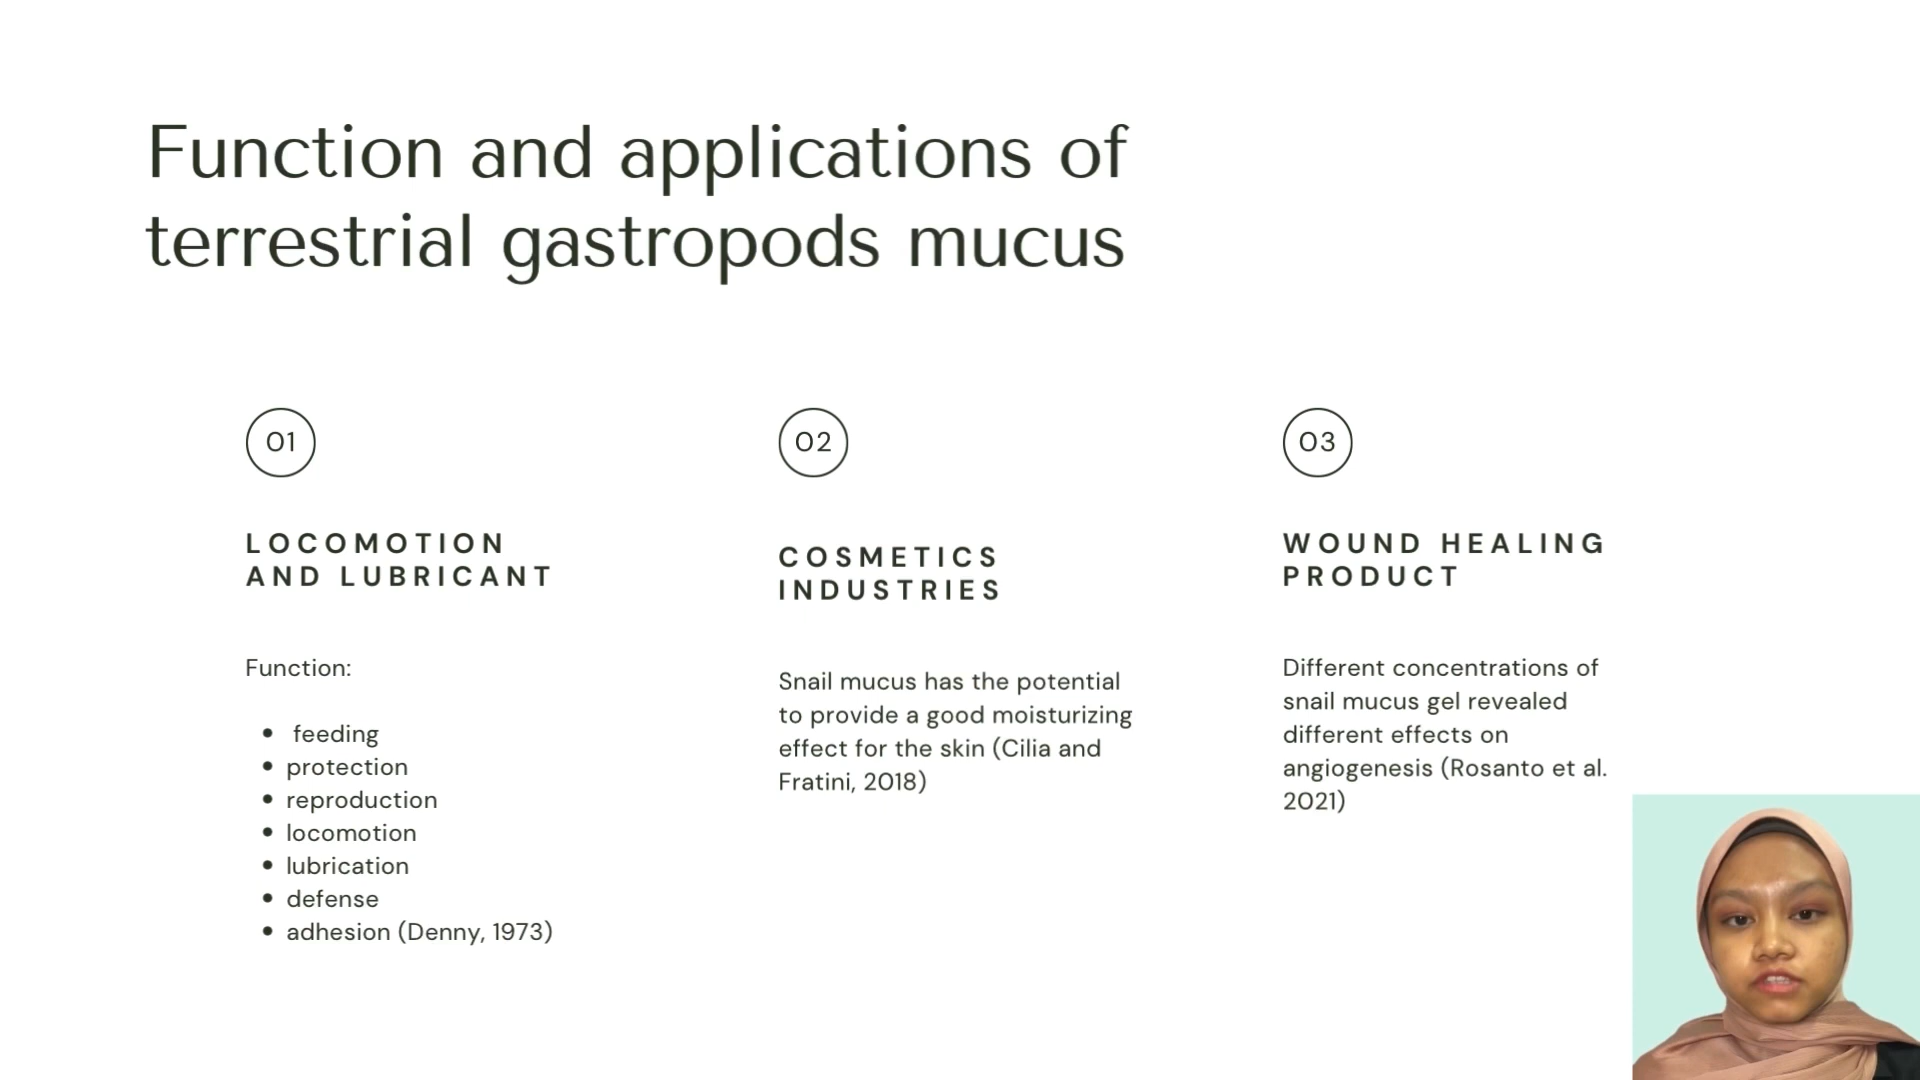 Function and applications of
terrestrial gastropods mucus
01
LOCOMOTION
AND LUBRICANT
Function:
• feeding
• protection
• reproduction
• locomotion
• lubrication
• defense
• adhesion (Denny, 1973)
02
COSMETICS
INDUSTRIES
Snail mucus has the potential
to provide a good moisturizing
effect for the skin (Cilia and
Fratini, 2018)
03
WOUND HEALING
PRODUCT
Different concentrations of
snail mucus gel revealed
different effects on
angiogenesis (Rosanto et al.
2021)